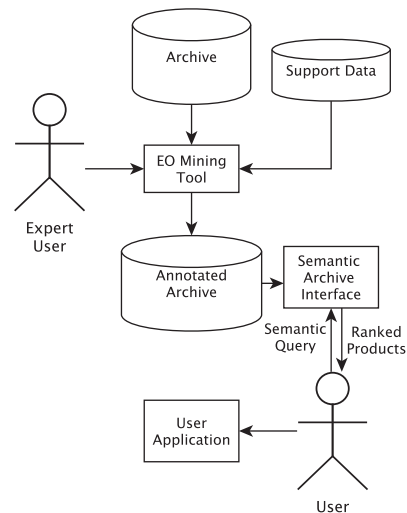 Archive
Support Data
EO Mining
Tool
Expert
User
Annotated
Archive
Semantic
Archive
Interface
Semantic
Query
Ranked
Products
User
Application
User